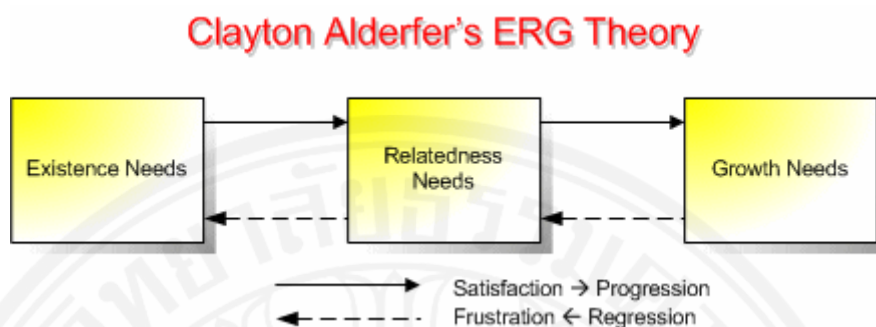 Clayton Alderfer's ERG Theory
Existence Needs
Relatedness
Needs
Growth Needs
Satisfaction → Progression
Frustration ← Regression